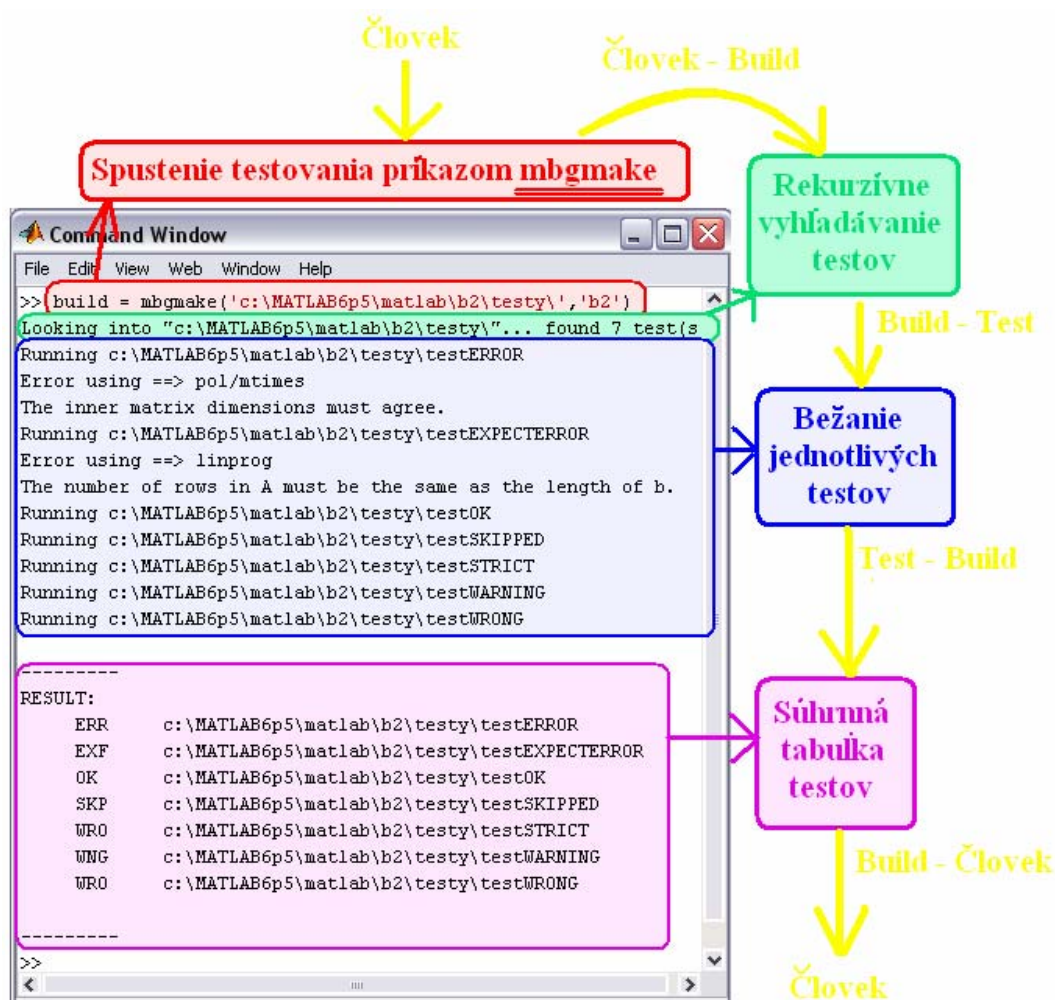 Človek
Človek - Build
Spustenie testovania príkazom mbgmake
Rekurzívne
vyhľadávanie
testov
Command Window
File Edit View Web Window Help
>> build = mbgmake('c:\MATLAB6p5\matlab\b2\testy\','b2')
Looking into "c:\MATLAB6p5\matlab\b2\testy\"... found 7 test(s
Build - Test
Running c:\MATLAB6p5\matlab\b2\testy\testERROR
Error using ==> pol/mtimes
The inner matrix dimensions must agree.
Running c:\MATLAB6p5\matlab\b2\testy\testEXPECTERROR
Error using ==> linprog
The number of rows in A must be the same as the length of b.
Running c:\MATLAB6p5\matlab\b2\testy\testOK
Running c:\MATLAB6p5\matlab\b2\testy\testSKIPPED
Running c:\MATLAB6p5\matlab\b2\testy\testSTRICT
Running c:\MATLAB6p5\matlab\b2\testy\testWARNING
Running c:\MATLAB6p5\matlab\b2\testy\testWRONG
Bežanie
jednotlivých
testov
Test - Build
---------
RESULT:
ERR c:\MATLAB6p5\matlab\b2\testy\testERROR
EXF c:\MATLAB6p5\matlab\b2\testy\testEXPECTERROR
OK c:\MATLAB6p5\matlab\b2\testy\testOK
SKP c:\MATLAB6p5\matlab\b2\testy\testSKIPPED
WRO c:\MATLAB6p5\matlab\b2\testy\testSTRICT
WNG c:\MATLAB6p5\matlab\b2\testy\testWARNING
WRO c:\MATLAB6p5\matlab\b2\testy\testWRONG
---------
>>
Súhrnná
tabuľka
testov
Build - Človek
Človek